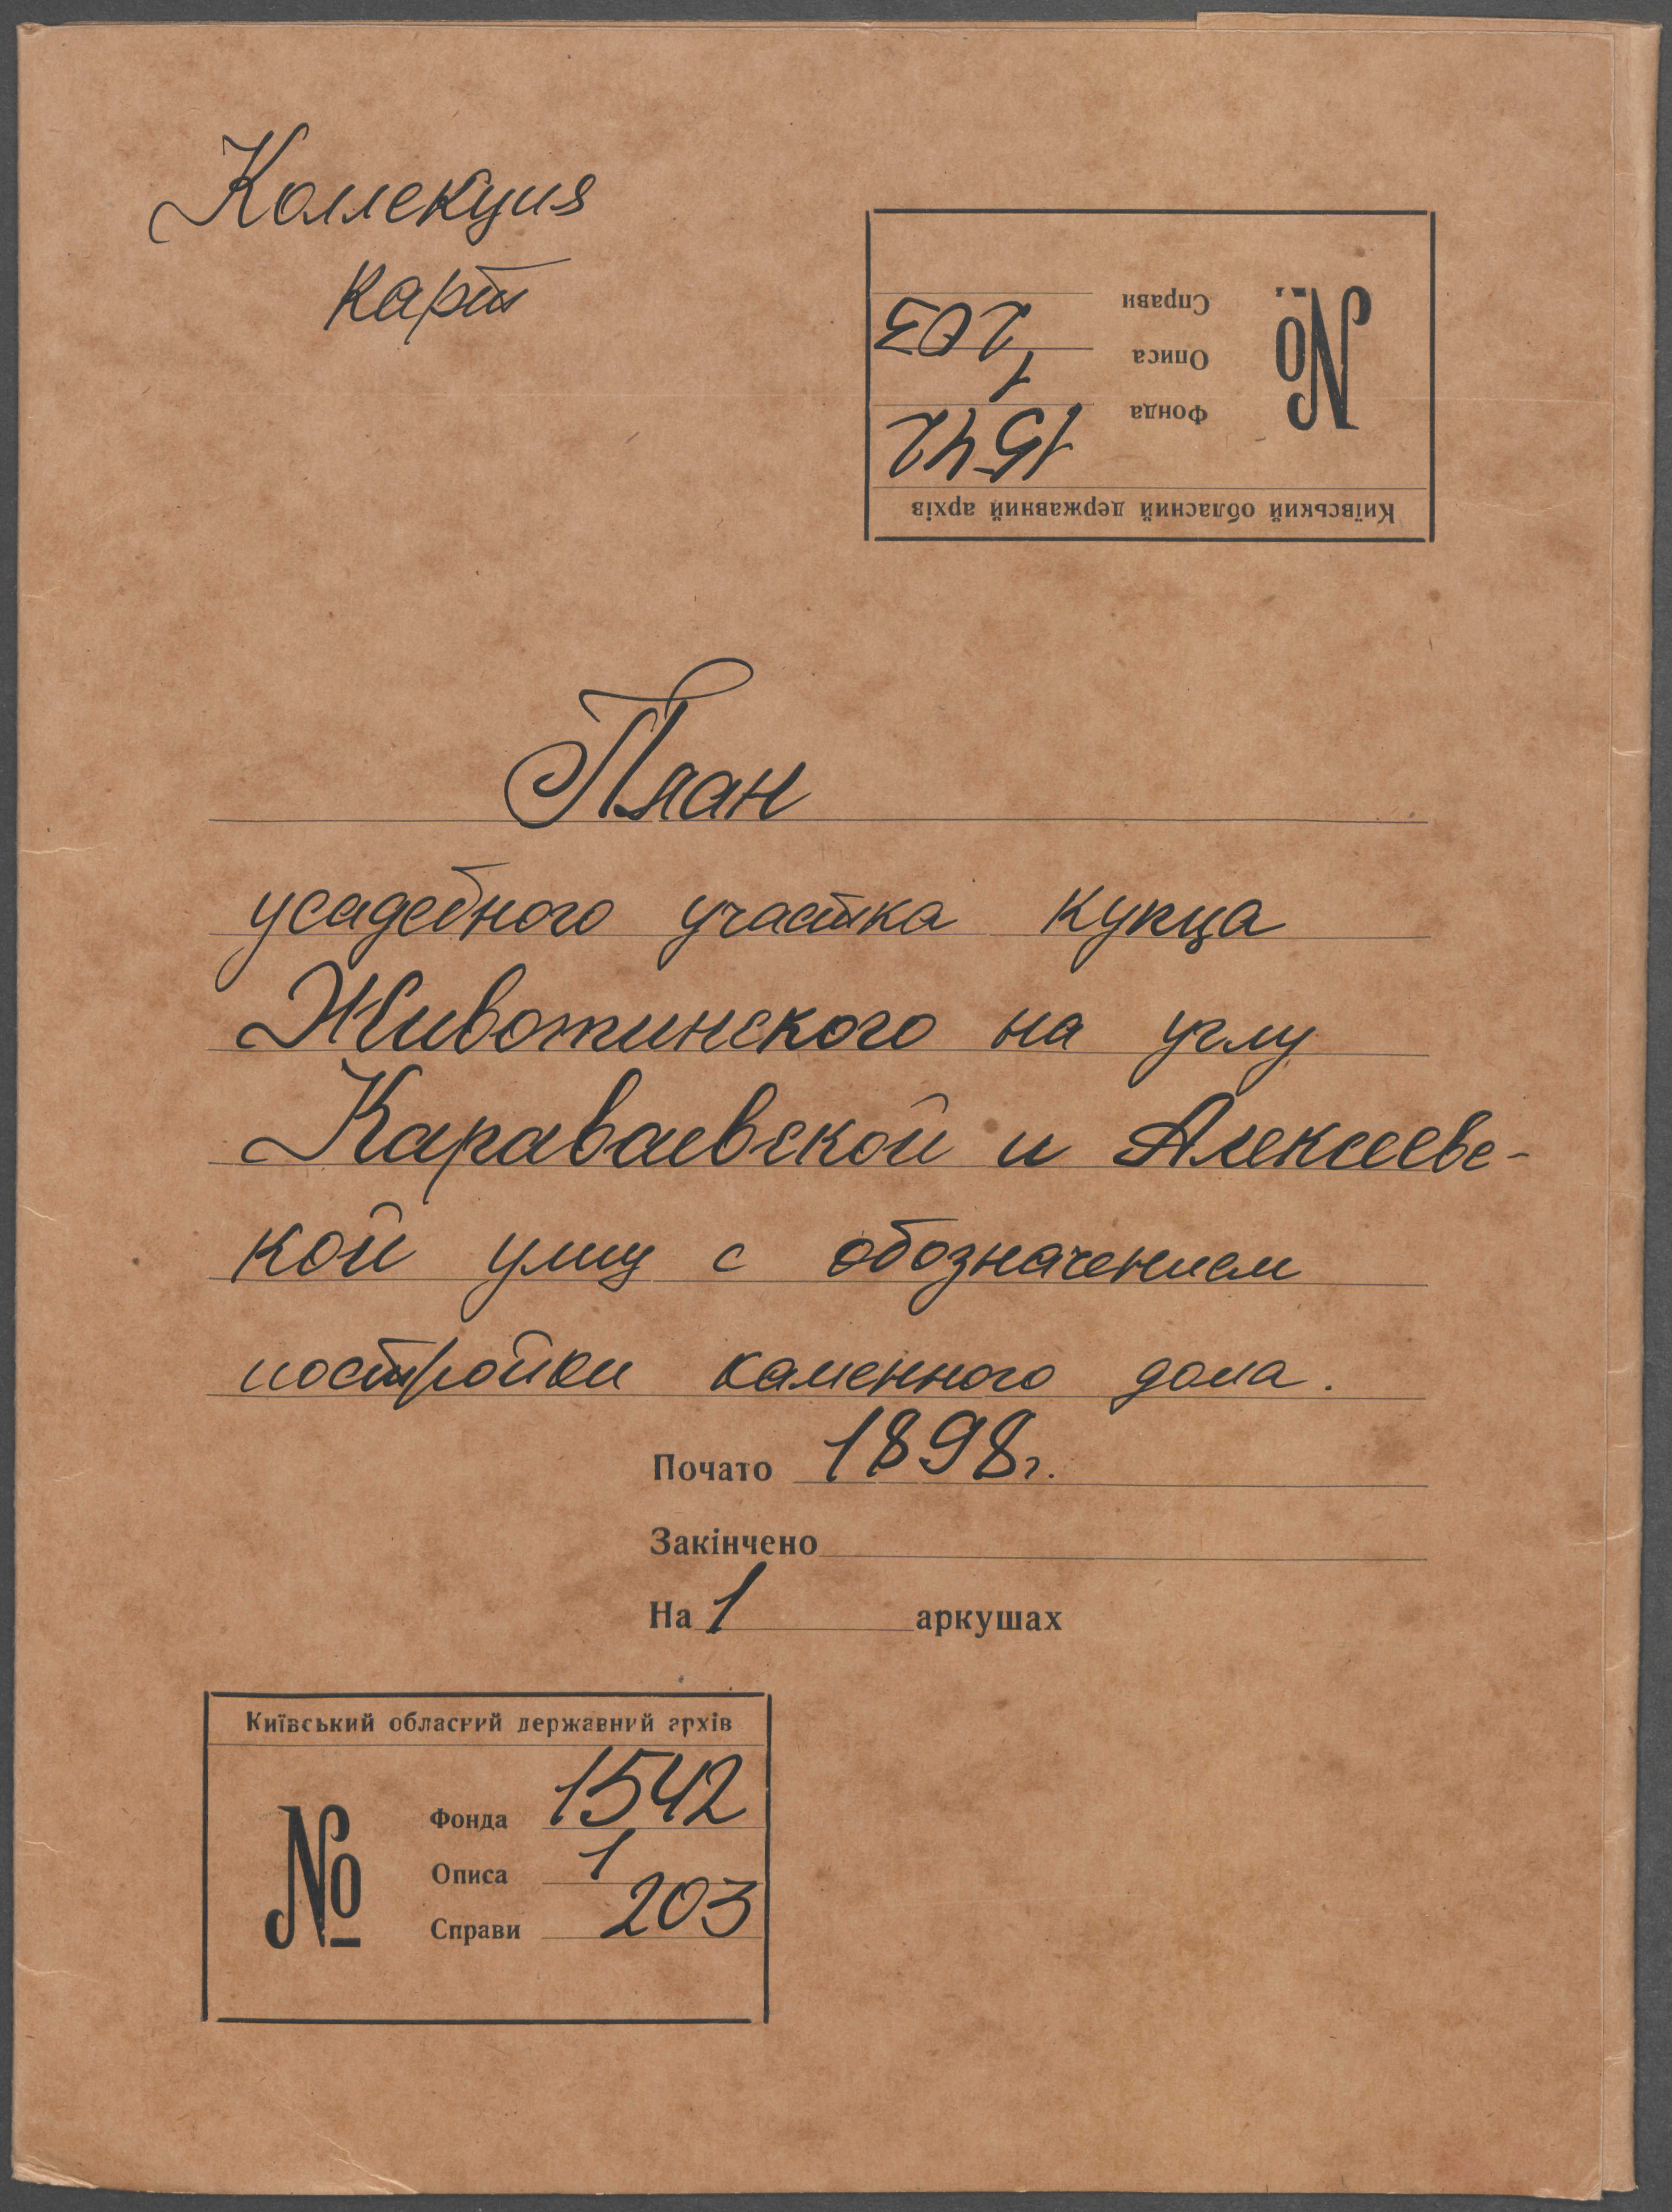 Коллекция
карт
Київський обласний державний архів
№
Фонда 1542
Описа 1
Справи 203
План
усадебного участка купца
Животинского на углу
Караваевской и Алексеевс-
кой улиц с обозначением
постройки каменного дома.
Почато 1898г.
Закінчено
На 1 аркушах
Київський обласний державний архів
№
Фонда 1542
Описа 1
Справи 203